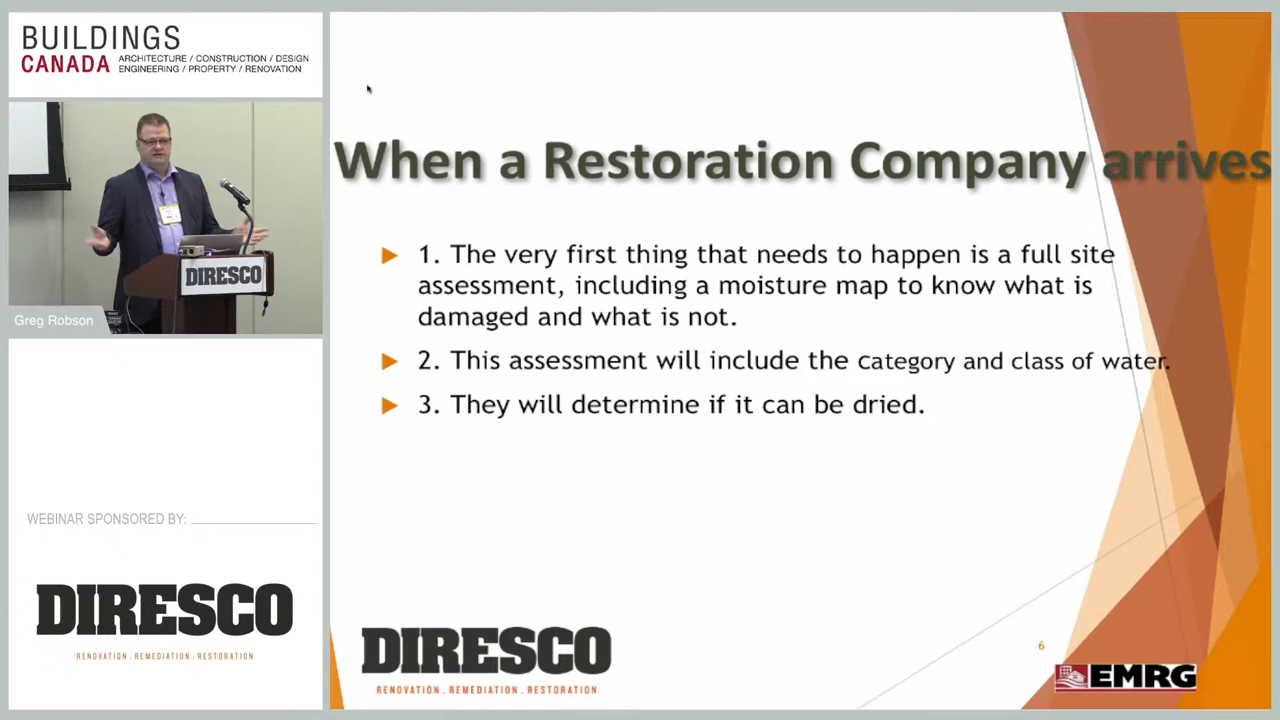 BUILDINGS
CANADA ARCHITECTURE / CONSTRUCTION / DESIGN
ENGINEERING / PROPERTY / RENOVATION
DIRESCO
Greg Robson
WEBINAR SPONSORED BY:
DIRESCO
RENOVATION . REMEDIATION . RESTORATION
When a Restoration Company arrives
1. The very first thing that needs to happen is a full site
assessment, including a moisture map to know what is
damaged and what is not.
2. This assessment will include the category and class of water.
3. They will determine if it can be dried.
DIRESCO
RENOVATION . REMEDIATION . RESTORATION
6
EMRG